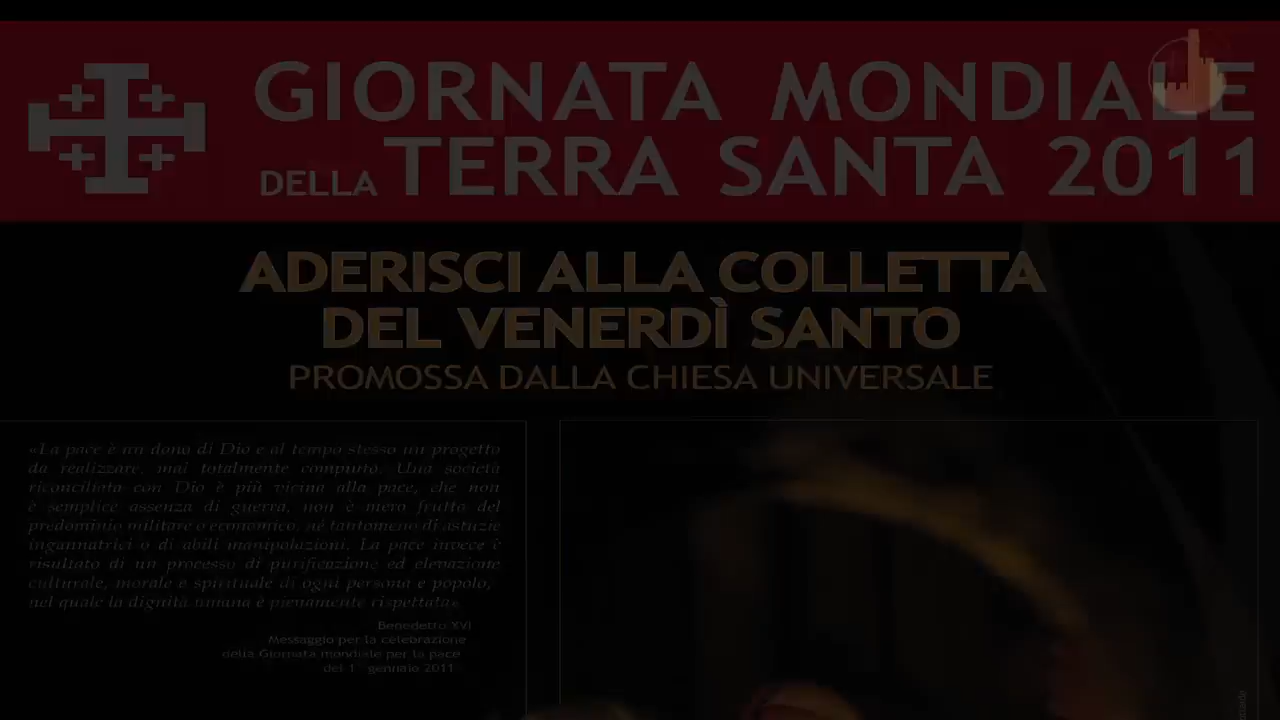 GIORNATA MONDIALE
DELLA TERRA SANTA 2011
ADERISCI ALLA COLLETTA
DEL VENERDÌ SANTO
PROMOSSA DALLA CHIESA UNIVERSALE
«La pace è un dono di Dio e al tempo stesso un progetto
da realizzare, mai totalmente compiuto. Una società
riconciliata con Dio è più vicina alla pace, che non
è semplice assenza di guerra, non è mero frutto del
predominio militare o economico, né tantomeno di astuzie
ingannatrici o di abili manipolazioni. La pace invece è
risultato di un processo di purificazione ed elevazione
culturale, morale e spirituale di ogni persona e popolo,
nel quale la dignità umana è pienamente rispettata»
Benedetto XVI
Messaggio per la celebrazione
della Giornata mondiale per la pace
del 1 gennaio 2011